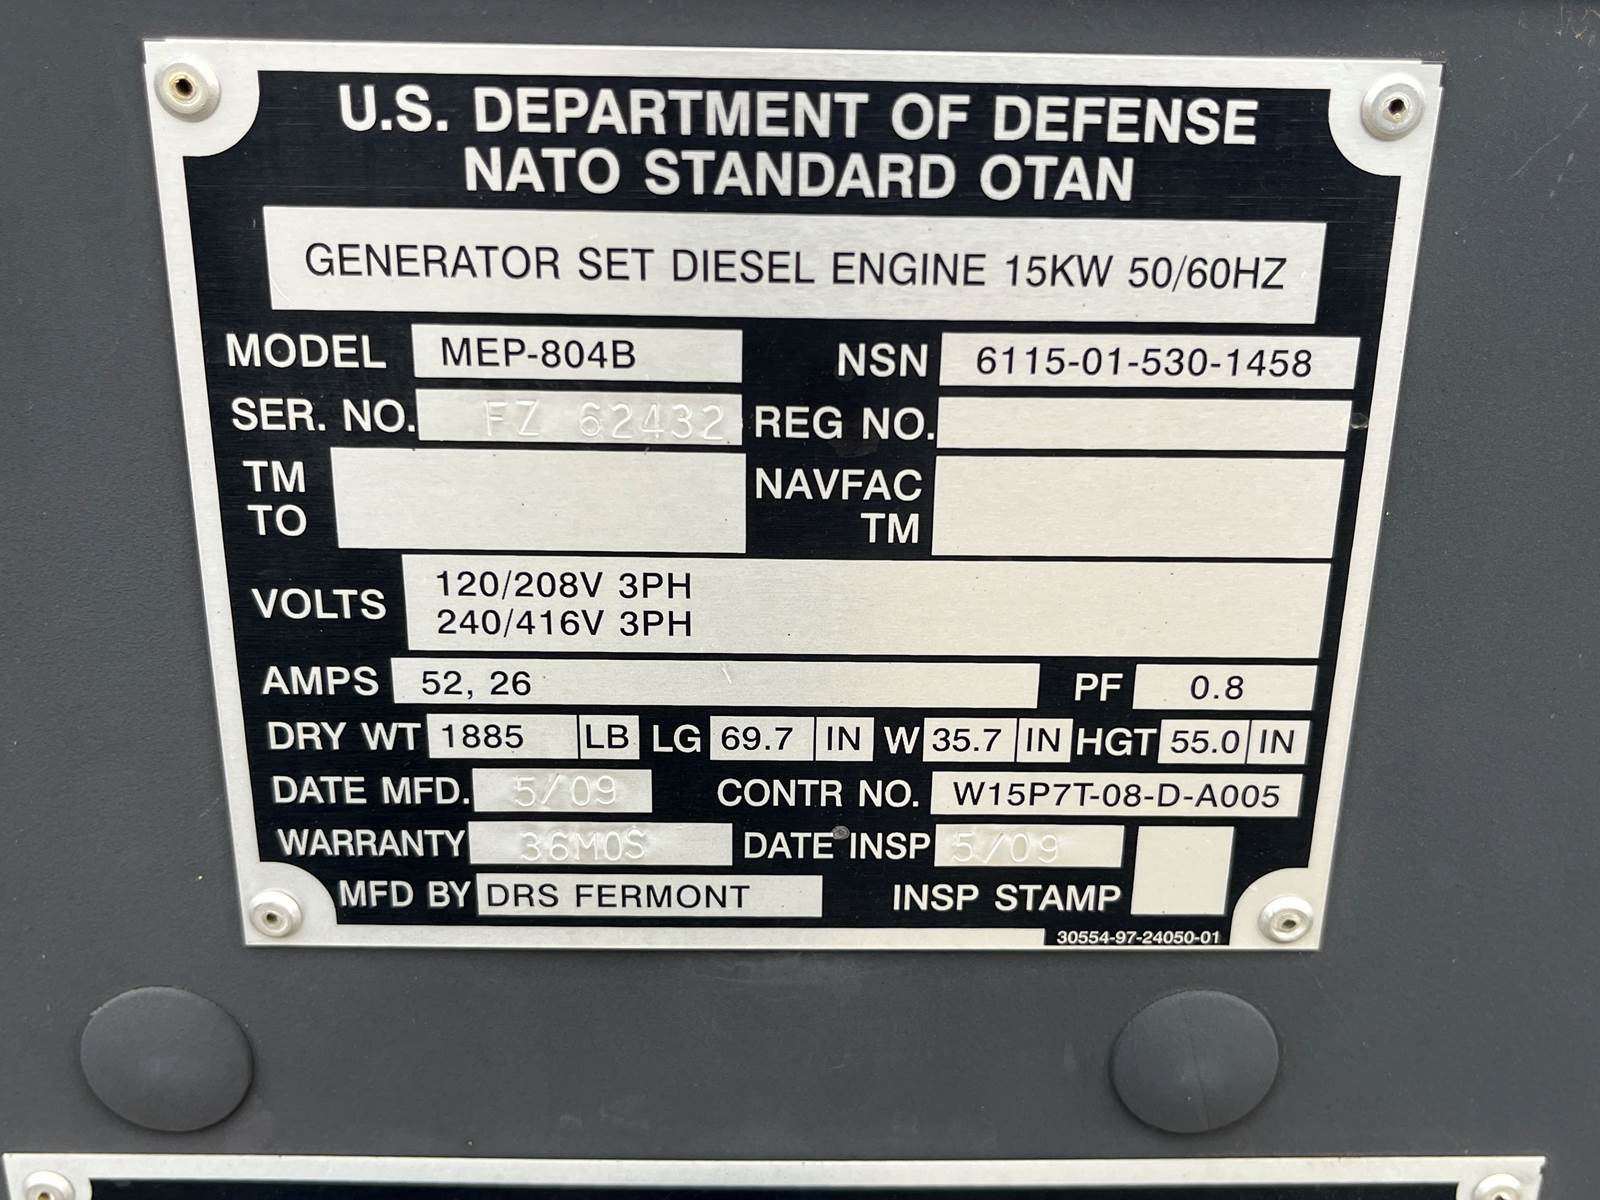 U.S. DEPARTMENT OF DEFENSE
NATO STANDARD OTAN
GENERATOR SET DIESEL ENGINE 15KW 50/60HZ
MODEL MEP-804B NSN 6115-01-530-1458
SER. NO. FZ 62432 REG NO.
TM
TO
NAVFAC
TM
VOLTS 120/208V 3PH
240/416V 3PH
AMPS 52, 26 PF 0.8
DRY WT 1885 LB LG 69.7 IN W 35.7 IN HGT 55.0 IN
DATE MFD. 5/09 CONTR NO. W15P7T-08-D-A005
WARRANTY 36MOS DATE INSP 5/09
MFD BY DRS FERMONT INSP STAMP
30554-97-24050-01